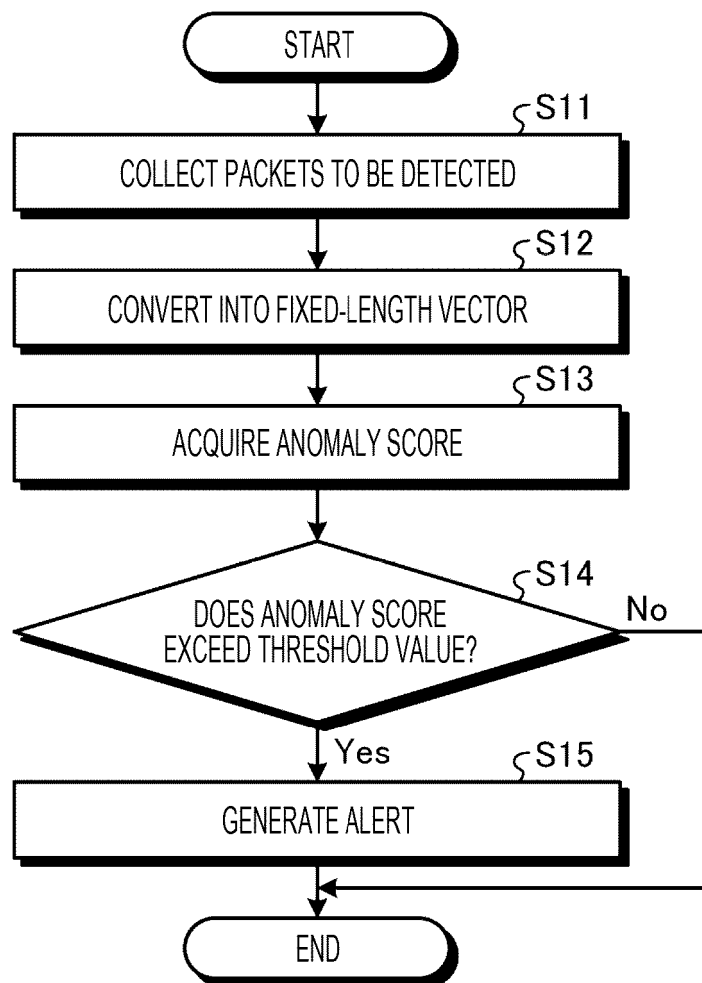 START
S11
COLLECT PACKETS TO BE DETECTED
S12
CONVERT INTO FIXED-LENGTH VECTOR
S13
ACQUIRE ANOMALY SCORE
S14
DOES ANOMALY SCORE
EXCEED THRESHOLD VALUE?
No
Yes
S15
GENERATE ALERT
END